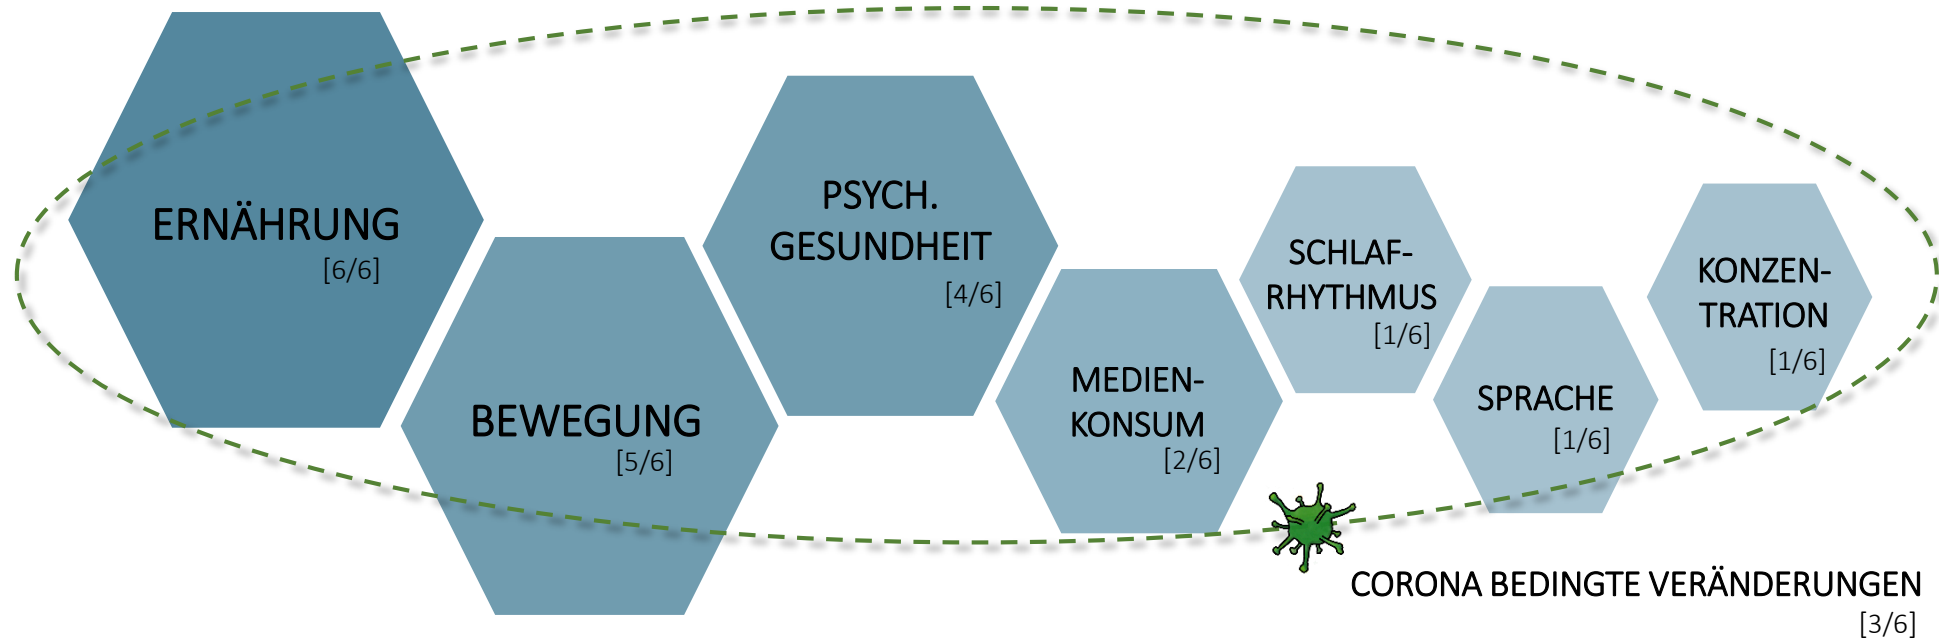 ERNÄHRUNG
[6/6]
BEWEGUNG
[5/6]
PSYCH.
GESUNDHEIT
[4/6]
MEDIEN-
KONSUM
[2/6]
SCHLAF-
RHYTHMUS
[1/6]
SPRACHE
[1/6]
KONZEN-
TRATION
[1/6]
CORONA BEDINGTE VERÄNDERUNGEN
[3/6]